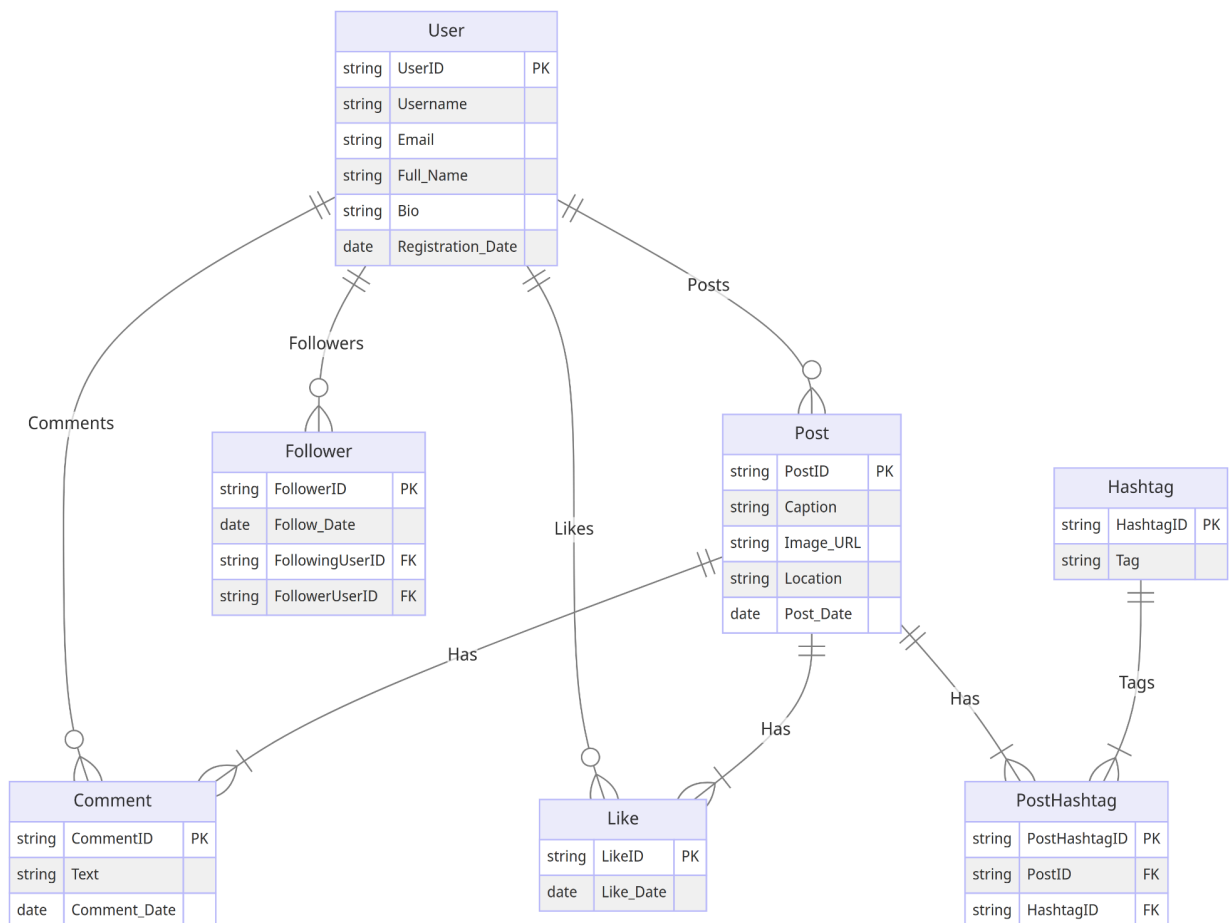 User
string UserID PK
string Username
string Email
string Full_Name
string Bio
date Registration_Date
Posts
Followers
Comments
Likes
Follower
string FollowerID PK
date Follow_Date
string FollowingUserID FK
string FollowerUserID FK
Post
string PostID PK
string Caption
string Image_URL
string Location
date Post_Date
Hashtag
string HashtagID PK
string Tag
Has
Has
Has
Tags
Comment
string CommentID PK
string Text
date Comment_Date
Like
string LikeID PK
date Like_Date
PostHashtag
string PostHashtagID PK
string PostID FK
string HashtagID FK